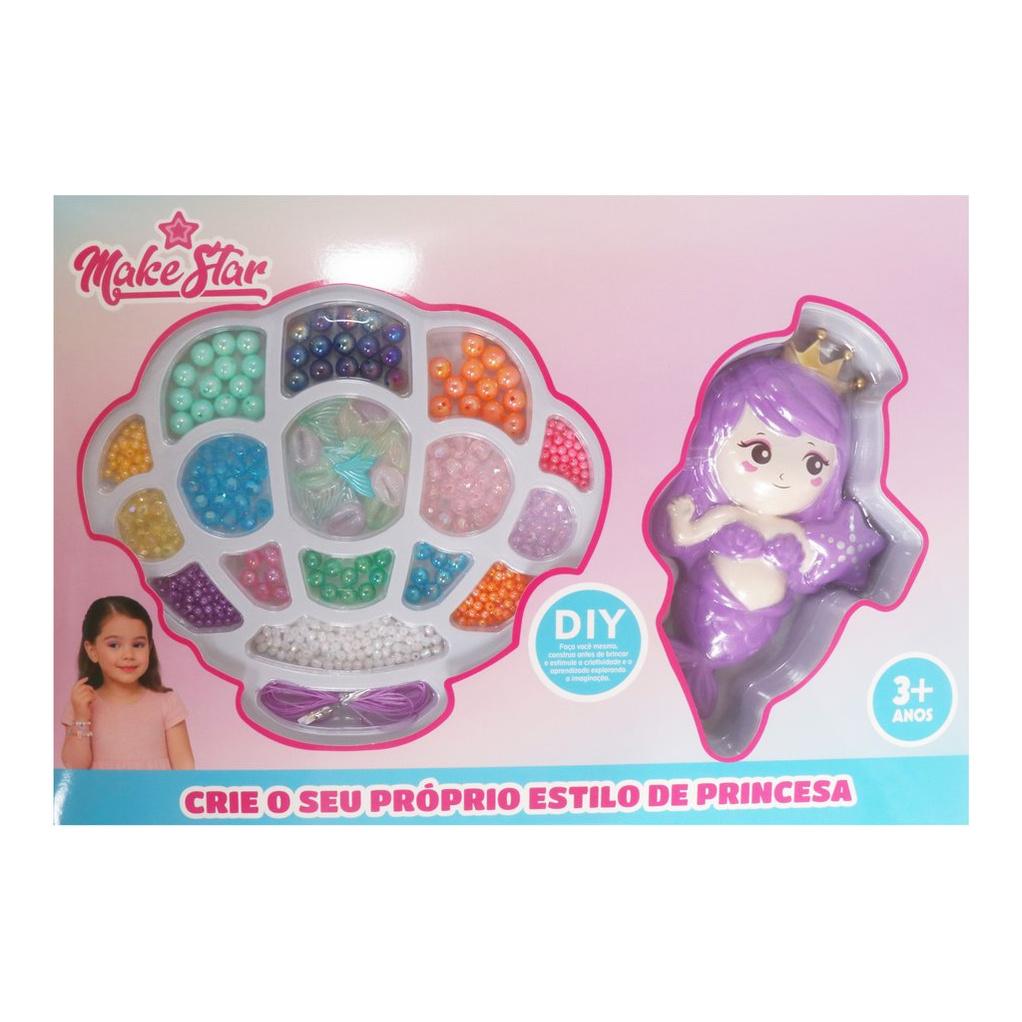 Make Star
DIY
Faça você mesmo,
construa antes de brincar
e estimule a criatividade e o
aprendizado explorando
a imaginação.
3+
ANOS
CRIE O SEU PRÓPRIO ESTILO DE PRINCESA